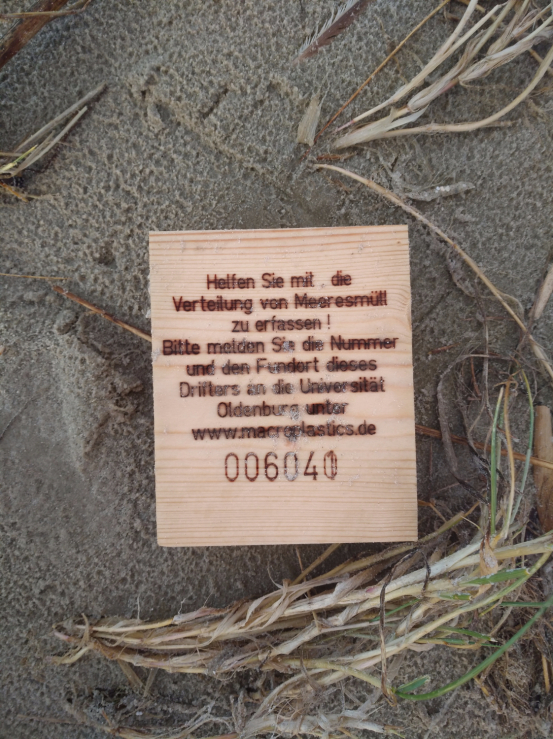 Helfen Sie mit , die
Verteilung von Meeresmüll
zu erfassen !
Bitte melden Sie die Nummer
und den Fundort dieses
Drifters an die Universität
Oldenburg unter
www.macroplastics.de
006040